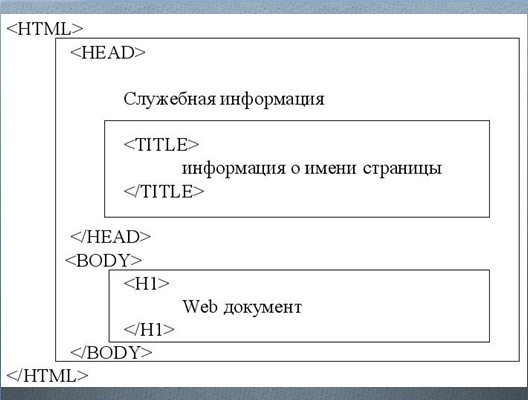 <HTML>
<HEAD>
Служебная информация
<TITLE>
информация о имени страницы
</TITLE>
</HEAD>
<BODY>
<H1>
Web документ
</H1>
</BODY>
</HTML>